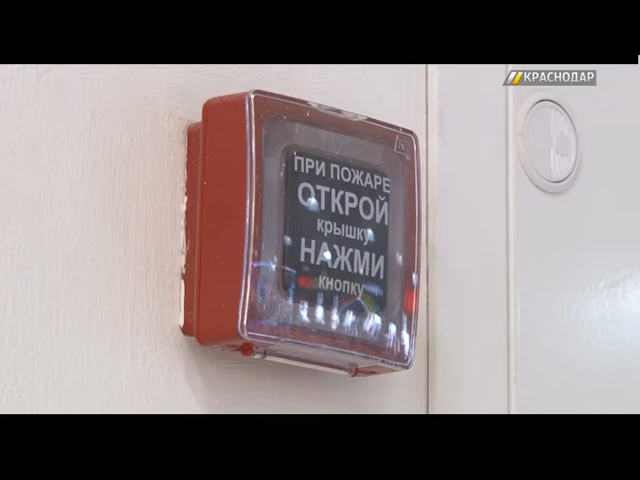 КРАСНОДАР
ПРИ ПОЖАРЕ
ОТКРОЙ
крышку
НАЖМИ
кнопку